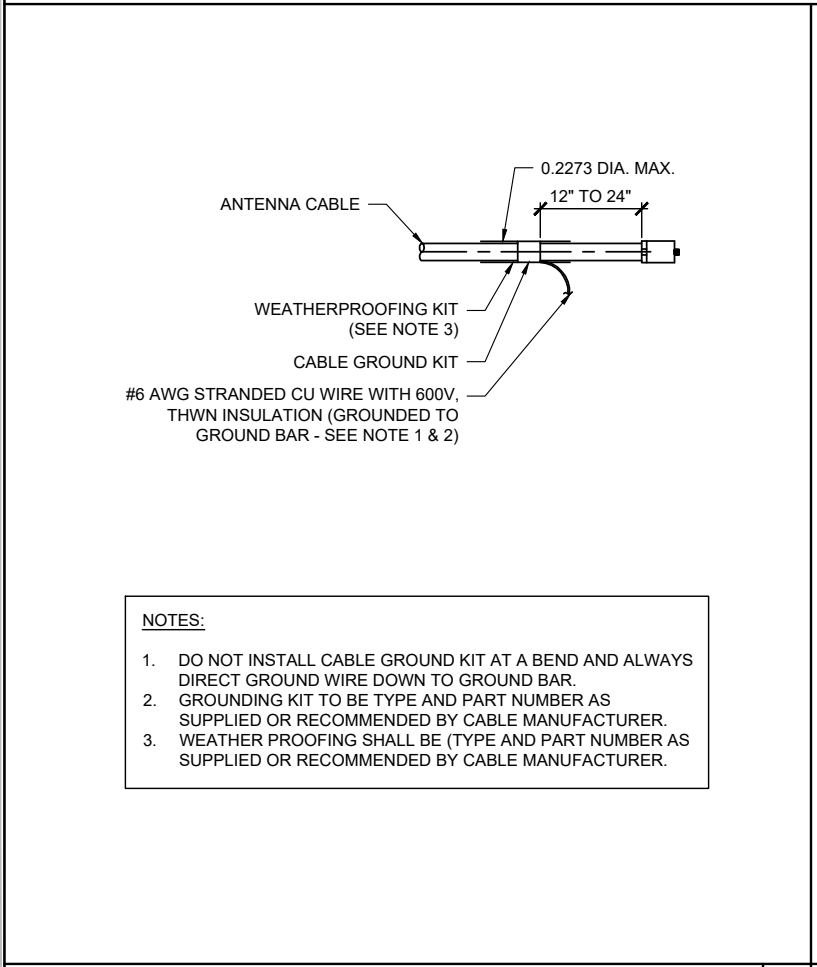 0.2273 DIA. MAX.
12" TO 24"
ANTENNA CABLE
WEATHERPROOFING KIT
(SEE NOTE 3)
CABLE GROUND KIT
#6 AWG STRANDED CU WIRE WITH 600V,
THWN INSULATION (GROUNDED TO
GROUND BAR - SEE NOTE 1 & 2)
NOTES:
1. DO NOT INSTALL CABLE GROUND KIT AT A BEND AND ALWAYS
DIRECT GROUND WIRE DOWN TO GROUND BAR.
2. GROUNDING KIT TO BE TYPE AND PART NUMBER AS
SUPPLIED OR RECOMMENDED BY CABLE MANUFACTURER.
3. WEATHER PROOFING SHALL BE (TYPE AND PART NUMBER AS
SUPPLIED OR RECOMMENDED BY CABLE MANUFACTURER.